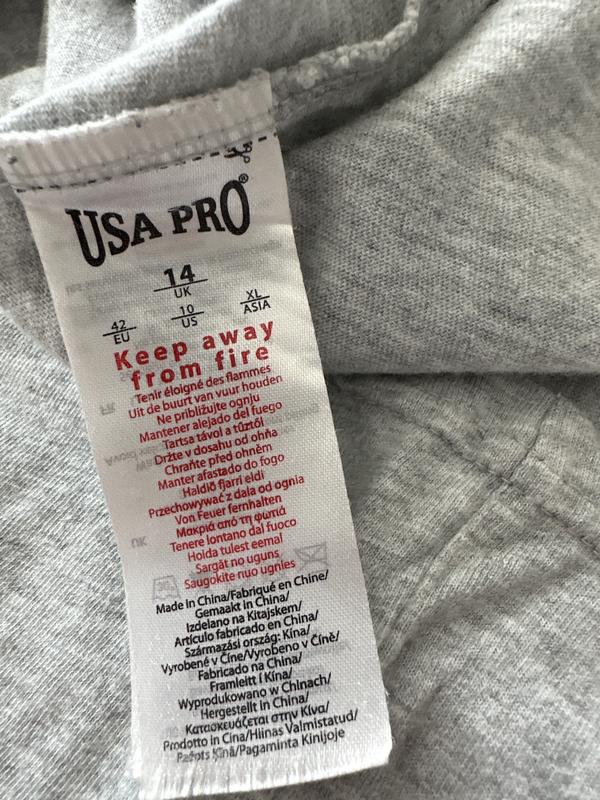 USA PRO®
14
UK
42
EU
10
US
XL
ASIA
Keep away
from fire
Tenir éloigné des flammes
Uit de buurt van vuur houden
Ne približujte ognju
Mantener alejado del fuego
Tartsa távol a tűztől
Držte v dosahu od ohňa
Chraňte před ohněm
Manter afastado do fogo
Haldið fjarri eldi
Przechowywać z dala od ognia
Von Feuer fernhalten
Μακριά από τη φωτιά
Tenere lontano dal fuoco
Hoida tulest eemal
Sargāt no uguns
Saugokite nuo ugnies
Made in China/Fabriqué en Chine/
Gemaakt in China/
Izdelano na Kitajskem/
Artículo fabricado en China/
Származási ország: Kína/
Vyrobené v Číne/Vyrobeno v Číně/
Fabricado na China/
Framleitt í Kína/
Wyprodukowano w Chinach/
Hergestellt in China/
Κατασκευάζεται στην Κίνα/
Prodotto in Cina/Hiinas Valmistatud/
Ražots Ķīnā/Pagaminta Kinijoje
FR
UK